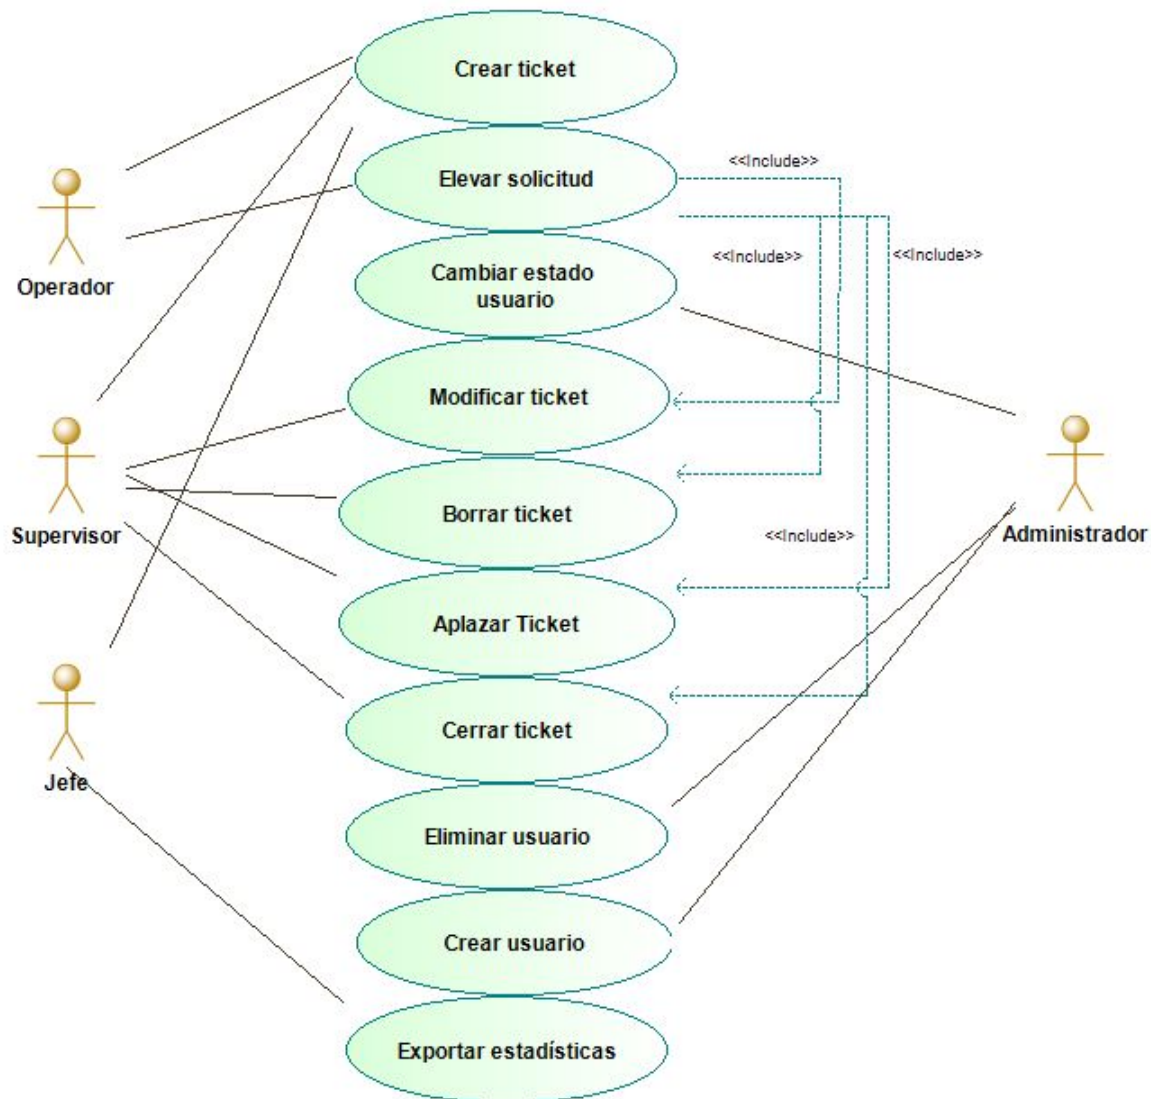 Crear ticket
Elevar solicitud
<<Include>>
Operador
Cambiar estado
usuario
<<Include>>
<<Include>>
Modificar ticket
Supervisor
Borrar ticket
<<Include>>
Administrador
Aplazar Ticket
Cerrar ticket
Jefe
Eliminar usuario
Crear usuario
Exportar estadísticas